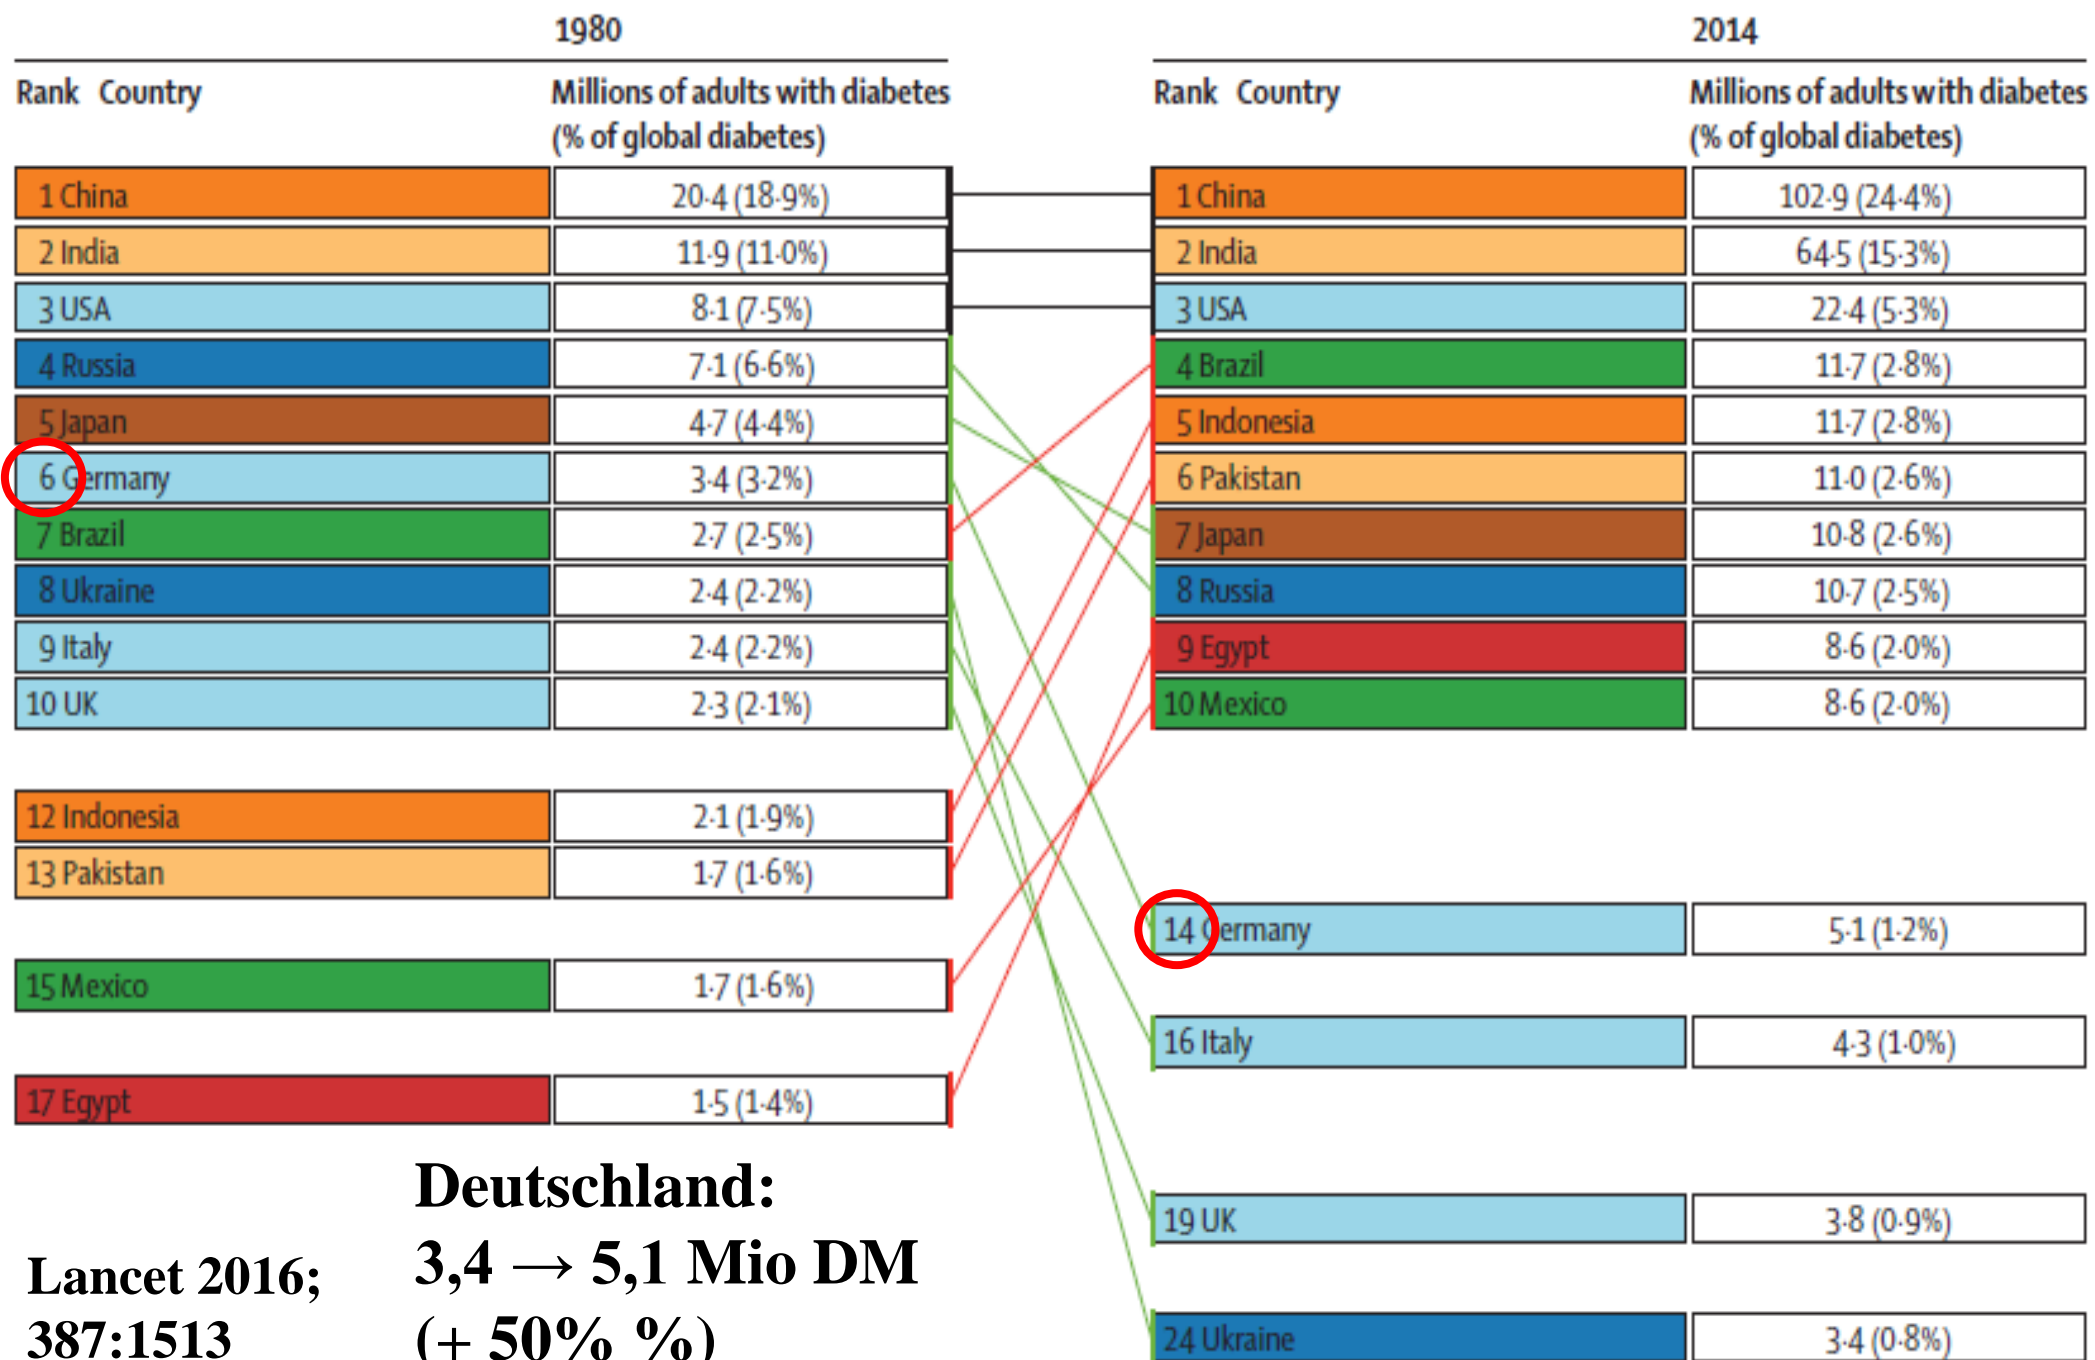 1980
Rank Country Millions of adults with diabetes
(% of global diabetes)
1 China 20·4 (18·9%)
2 India 11·9 (11·0%)
3 USA 8·1 (7·5%)
4 Russia 7·1 (6·6%)
5 Japan 4·7 (4·4%)
6 Germany 3·4 (3·2%)
7 Brazil 2·7 (2·5%)
8 Ukraine 2·4 (2·2%)
9 Italy 2·4 (2·2%)
10 UK 2·3 (2·1%)
12 Indonesia 2·1 (1·9%)
13 Pakistan 1·7 (1·6%)
15 Mexico 1·7 (1·6%)
17 Egypt 1·5 (1·4%)
2014
Rank Country Millions of adults with diabetes
(% of global diabetes)
1 China 102·9 (24·4%)
2 India 64·5 (15·3%)
3 USA 22·4 (5·3%)
4 Brazil 11·7 (2·8%)
5 Indonesia 11·7 (2·8%)
6 Pakistan 11·0 (2·6%)
7 Japan 10·8 (2·6%)
8 Russia 10·7 (2·5%)
9 Egypt 8·6 (2·0%)
10 Mexico 8·6 (2·0%)
14 Germany 5·1 (1·2%)
16 Italy 4·3 (1·0%)
19 UK 3·8 (0·9%)
24 Ukraine 3·4 (0·8%)
Lancet 2016;
387:1513
Deutschland:
3,4 → 5,1 Mio DM
(+ 50% %)